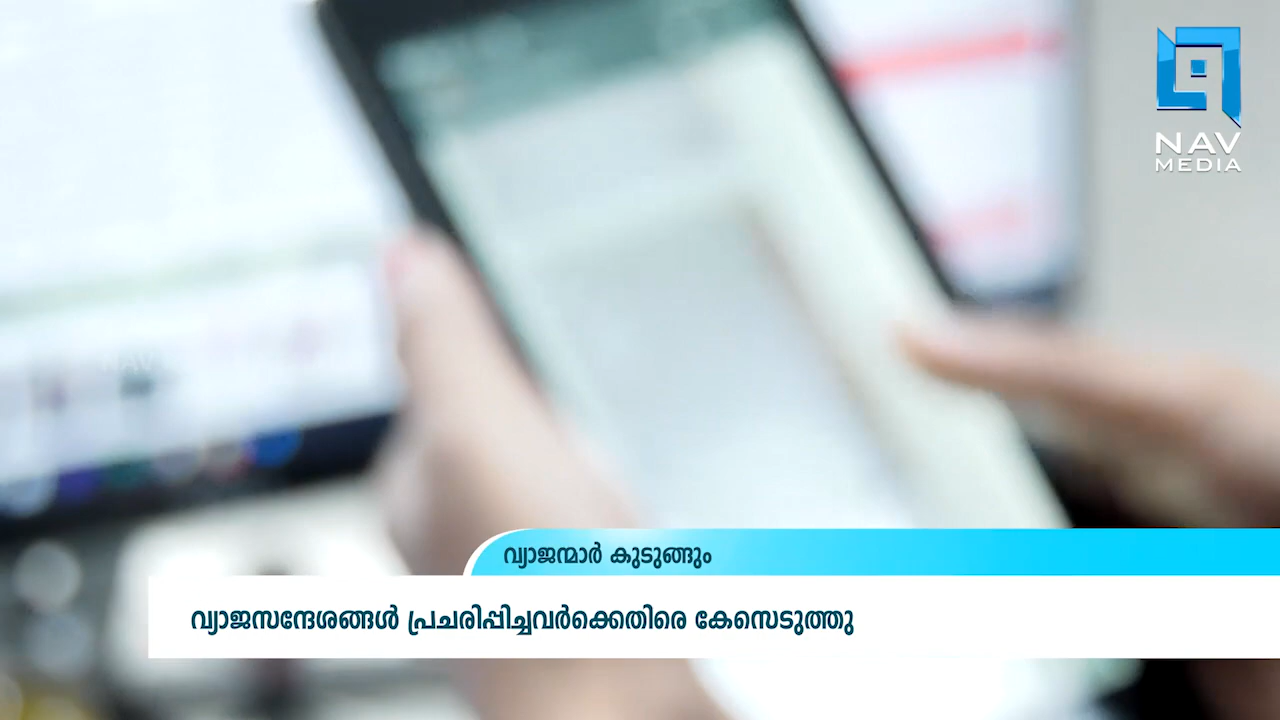 NAV
MEDIA
വ്യാജന്മാർ കുടുങ്ങും
വ്യാജസന്ദേശങ്ങൾ പ്രചരിപ്പിച്ചവർക്കെതിരെ കേസെടുത്തു